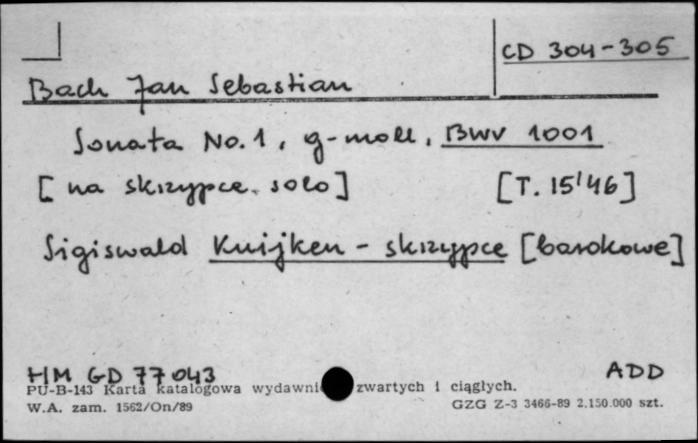 CD 304-305
Bach Jan Sebastian
Sonata No.1, g-moll, BWV 1001
[na skrzypce solo] [T. 15'46]
Sigiswald Kuijken - skrzypce [barokowe]
HM GD 77043 ADD
PU-B-143 Karta katalogowa wydawni zwartych i ciągłych.
W.A. zam. 1562/On/89 GZG Z-3 3466-89 2.150.000 szt.